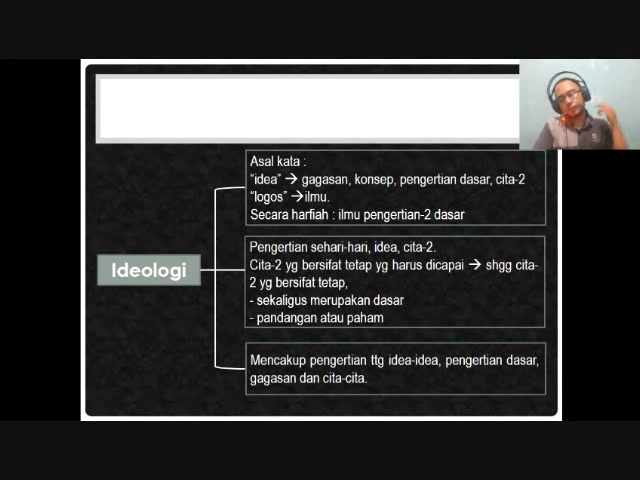 Asal kata :
“idea” → gagasan, konsep, pengertian dasar, cita-2
“logos” →ilmu.
Secara harfiah : ilmu pengertian-2 dasar
Ideologi
Pengertian sehari-hari, idea, cita-2.
Cita-2 yg bersifat tetap yg harus dicapai → shgg cita-
2 yg bersifat tetap,
- sekaligus merupakan dasar
- pandangan atau paham
Mencakup pengertian ttg idea-idea, pengertian dasar,
gagasan dan cita-cita.